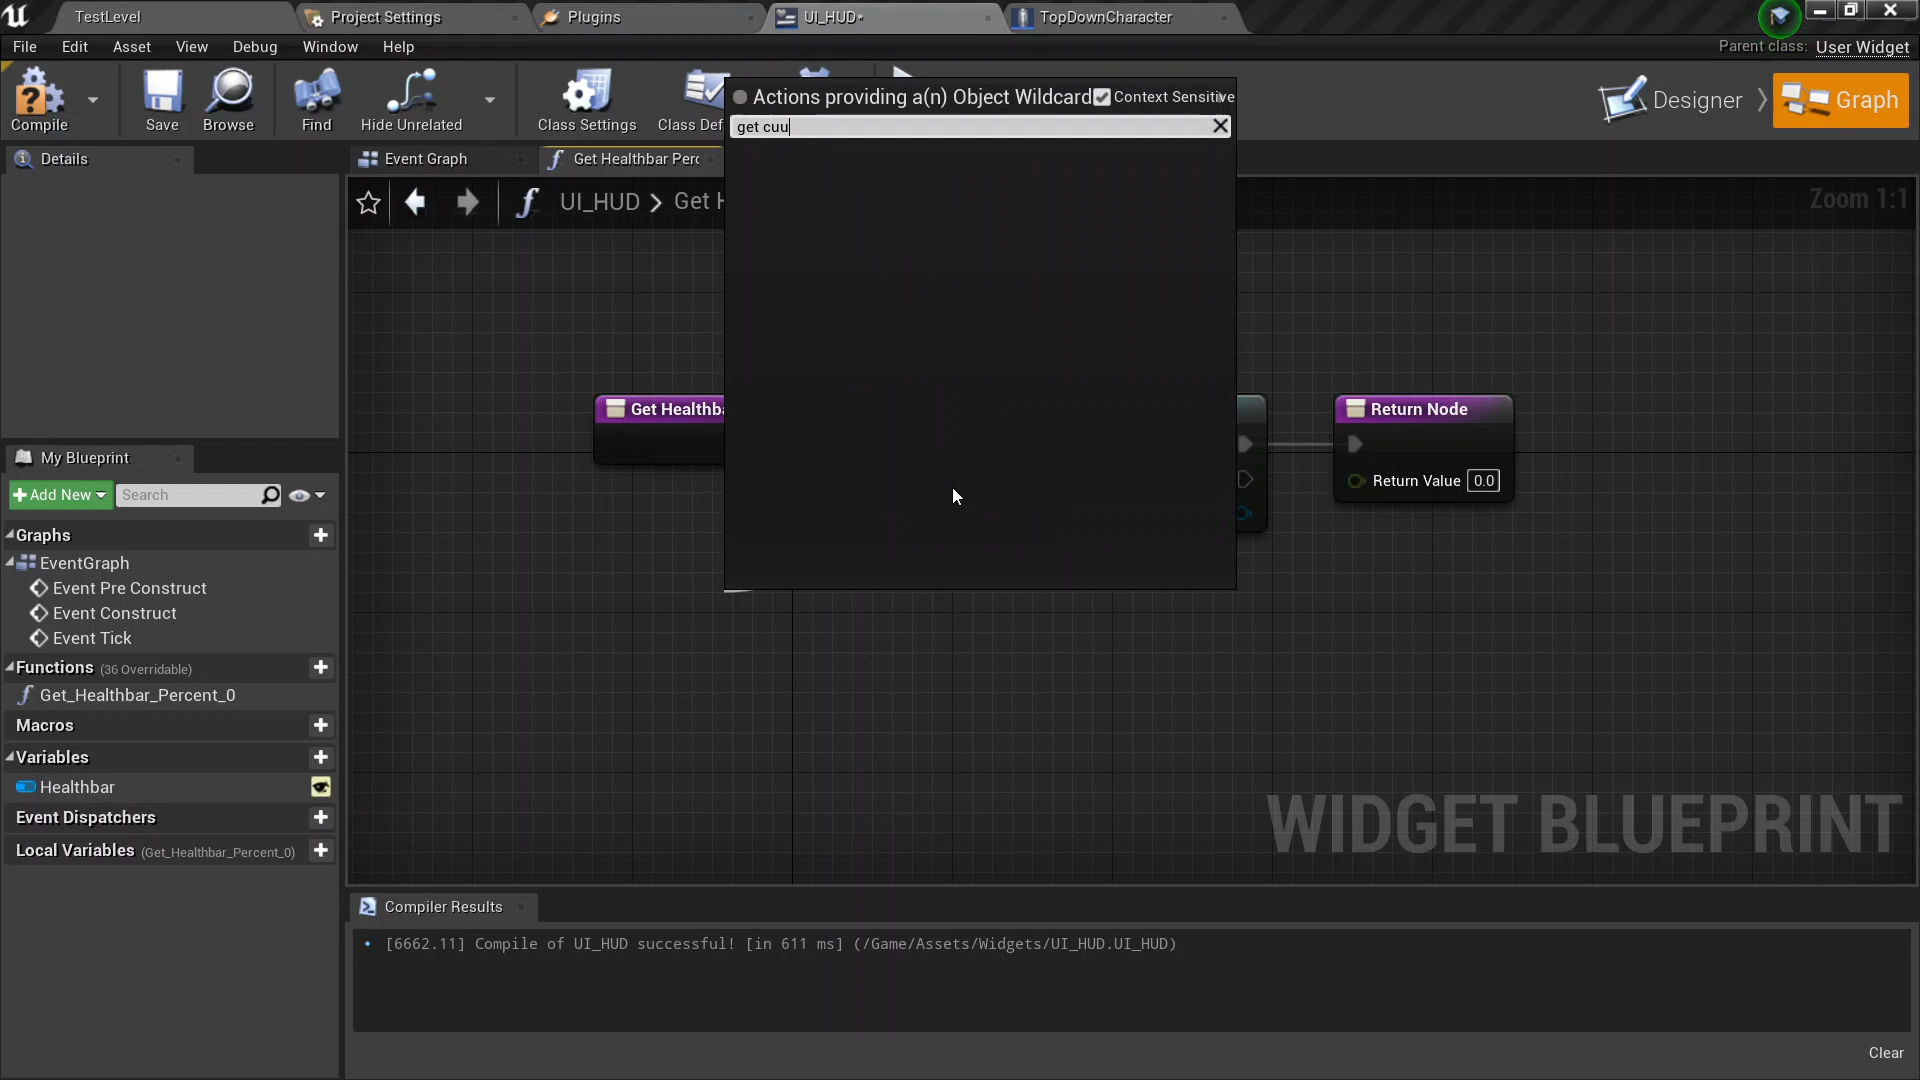 TestLevel
Project Settings
Plugins
UI_HUD*
TopDownCharacter
File Edit Asset View Debug Window Help
Parent class: User Widget
Compile
Save
Browse
Find
Hide Unrelated
Class Settings
Class Def
Designer
Graph
Actions providing a(n) Object Wildcard
Context Sensitive
get cuu
Details
Event Graph
Get Healthbar Perc
UI_HUD > Get H
Zoom 1:1
Get Healthba
Return Node
Return Value 0.0
My Blueprint
Add New
Search
Graphs
EventGraph
Event Pre Construct
Event Construct
Event Tick
Functions (36 Overridable)
Get_Healthbar_Percent_0
Macros
Variables
Healthbar
Event Dispatchers
Local Variables (Get_Healthbar_Percent_0)
WIDGET BLUEPRINT
Compiler Results
[6662.11] Compile of UI_HUD successful! [in 611 ms] (/Game/Assets/Widgets/UI_HUD.UI_HUD)
Clear